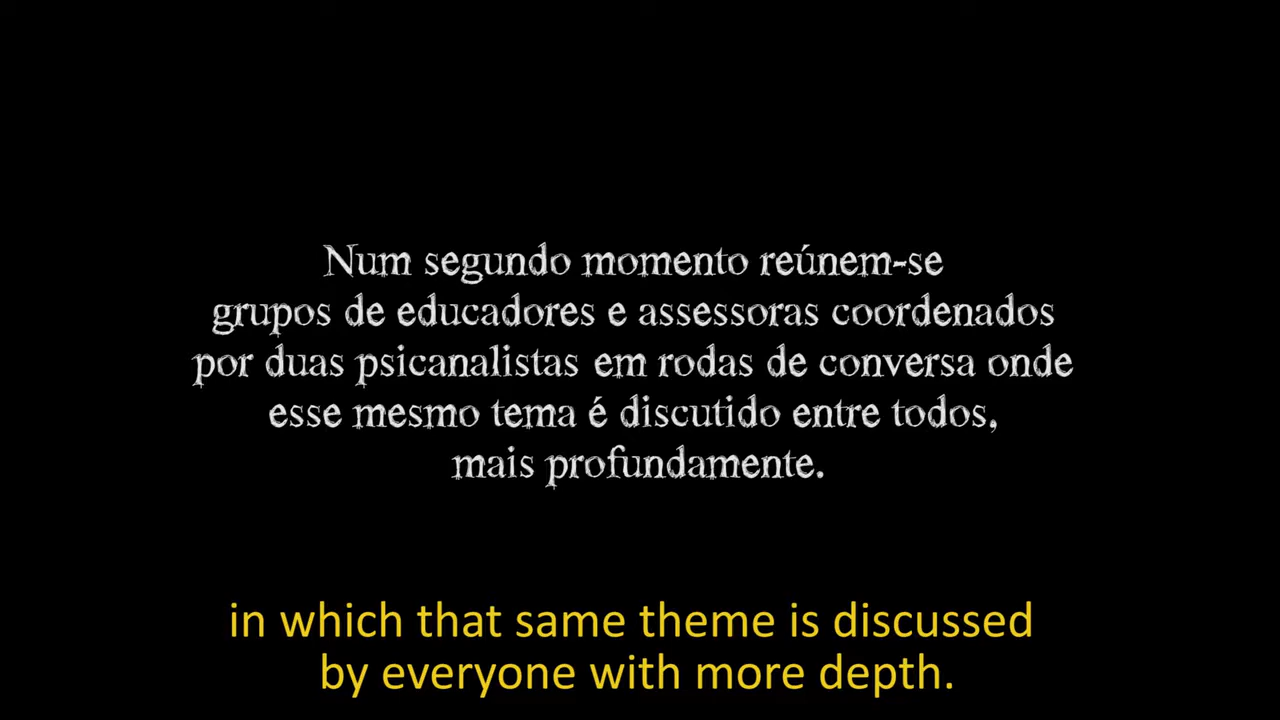 Num segundo momento reúnem-se
grupos de educadores e assessoras coordenados
por duas psicanalistas em rodas de conversa onde
esse mesmo tema é discutido entre todos,
mais profundamente.
in which that same theme is discussed
by everyone with more depth.